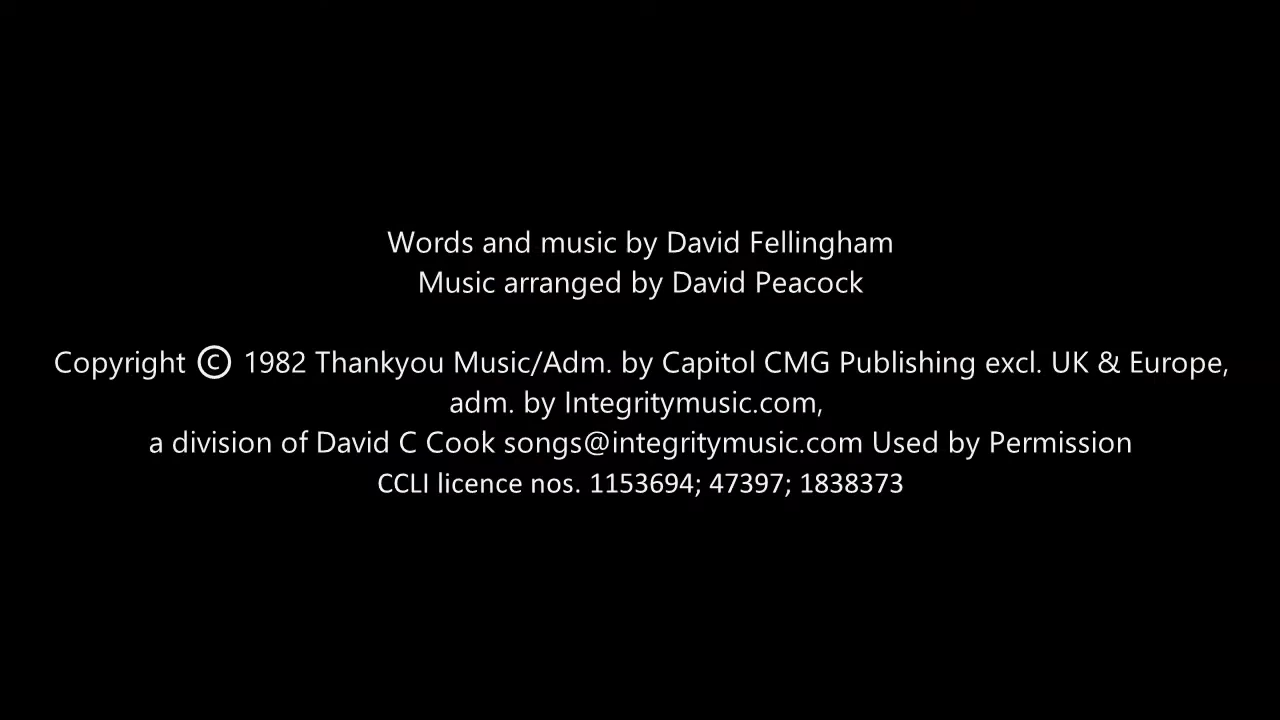 Words and music by David Fellingham
Music arranged by David Peacock
Copyright © 1982 Thankyou Music/Adm. by Capitol CMG Publishing excl. UK & Europe,
adm. by Integritymusic.com,
a division of David C Cook songs@integritymusic.com Used by Permission
CCLI licence nos. 1153694; 47397; 1838373